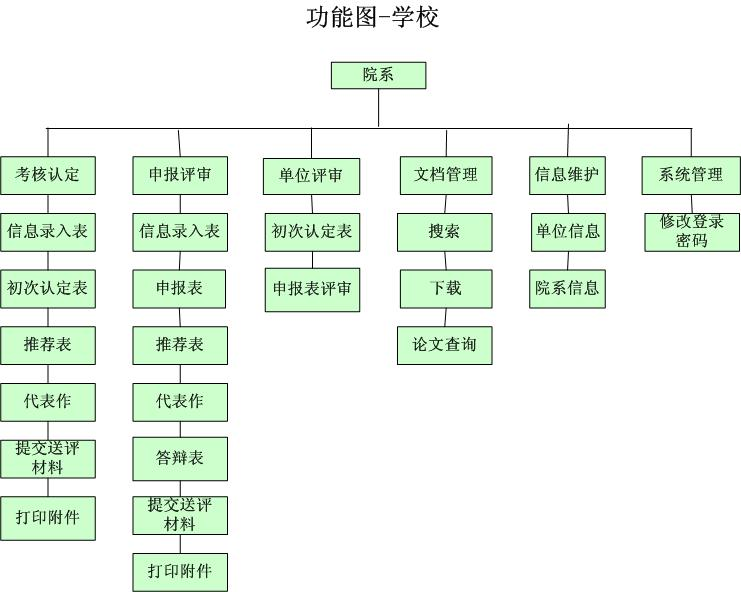 功能图-学校
院系
考核认定
申报评审
单位评审
文档管理
信息维护
系统管理
信息录入表
信息录入表
初次认定表
搜索
单位信息
修改登录
密码
初次认定表
申报表
申报表评审
下载
院系信息
推荐表
推荐表
论文查询
代表作
代表作
提交送评
材料
答辩表
打印附件
提交送评
材料
打印附件